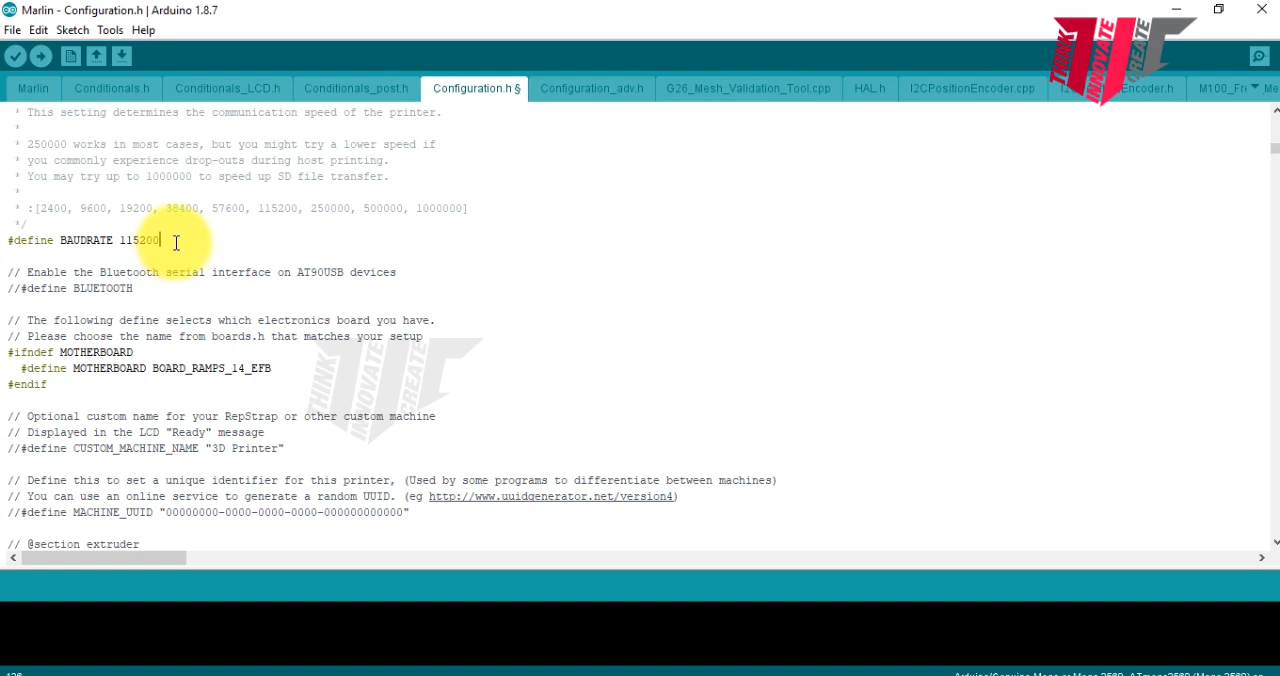 Marlin - Configuration.h | Arduino 1.8.7
File Edit Sketch Tools Help
THINK INNOVATE CREATE
Marlin Conditionals.h Conditionals_LCD.h Conditionals_post.h Configuration.h § Configuration_adv.h G26_Mesh_Validation_Tool.cpp HAL.h I2CPositionEncoder.cpp Encoder.h M100_Fr Me
* This setting determines the communication speed of the printer.
*
* 250000 works in most cases, but you might try a lower speed if
* you commonly experience drop-outs during host printing.
* You may try up to 1000000 to speed up SD file transfer.
*
* :[2400, 9600, 19200, 38400, 57600, 115200, 250000, 500000, 1000000]
*/
#define BAUDRATE 115200
// Enable the Bluetooth serial interface on AT90USB devices
//#define BLUETOOTH
// The following define selects which electronics board you have.
// Please choose the name from boards.h that matches your setup
#ifndef MOTHERBOARD
#define MOTHERBOARD BOARD_RAMPS_14_EFB
#endif
THINK INNOVATE CREATE
// Optional custom name for your RepStrap or other custom machine
// Displayed in the LCD "Ready" message
//#define CUSTOM_MACHINE_NAME "3D Printer"
// Define this to set a unique identifier for this printer, (Used by some programs to differentiate between machines)
// You can use an online service to generate a random UUID. (eg http://www.uuidgenerator.net/version4)
//#define MACHINE_UUID "00000000-0000-0000-0000-000000000000"
// @section extruder